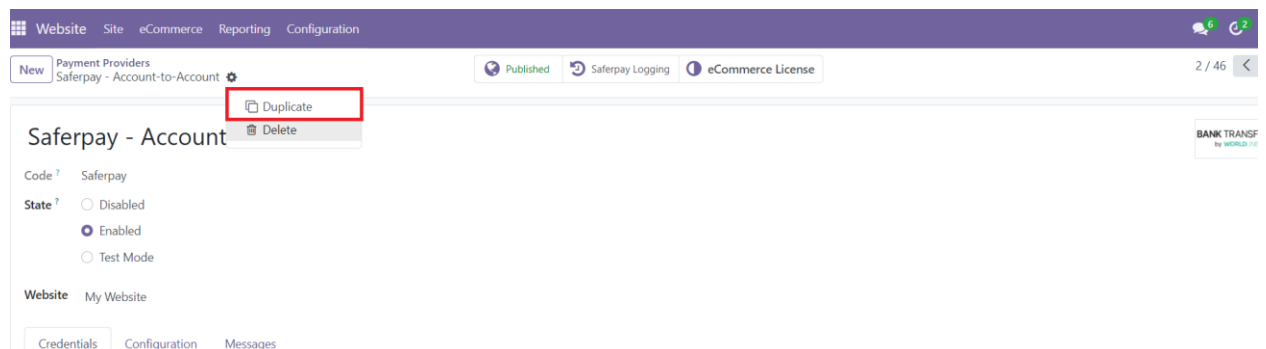 Website Site eCommerce Reporting Configuration 6 2
New Payment Providers
Saferpay - Account-to-Account
Published Saferpay Logging eCommerce License
2 / 46
Duplicate
Delete
Saferpay - Account
BANK TRANSF
by WORLDLINE
Code ? Saferpay
State ? Disabled
Enabled
Test Mode
Website My Website
Credentials Configuration Messages